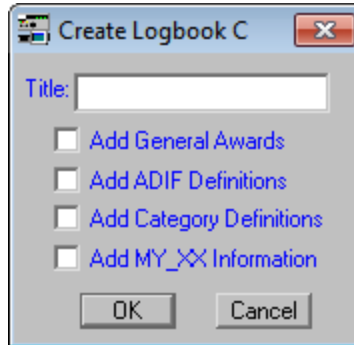 Create Logbook C
Title:
Add General Awards
Add ADIF Definitions
Add Category Definitions
Add MY_XX Information
OK Cancel